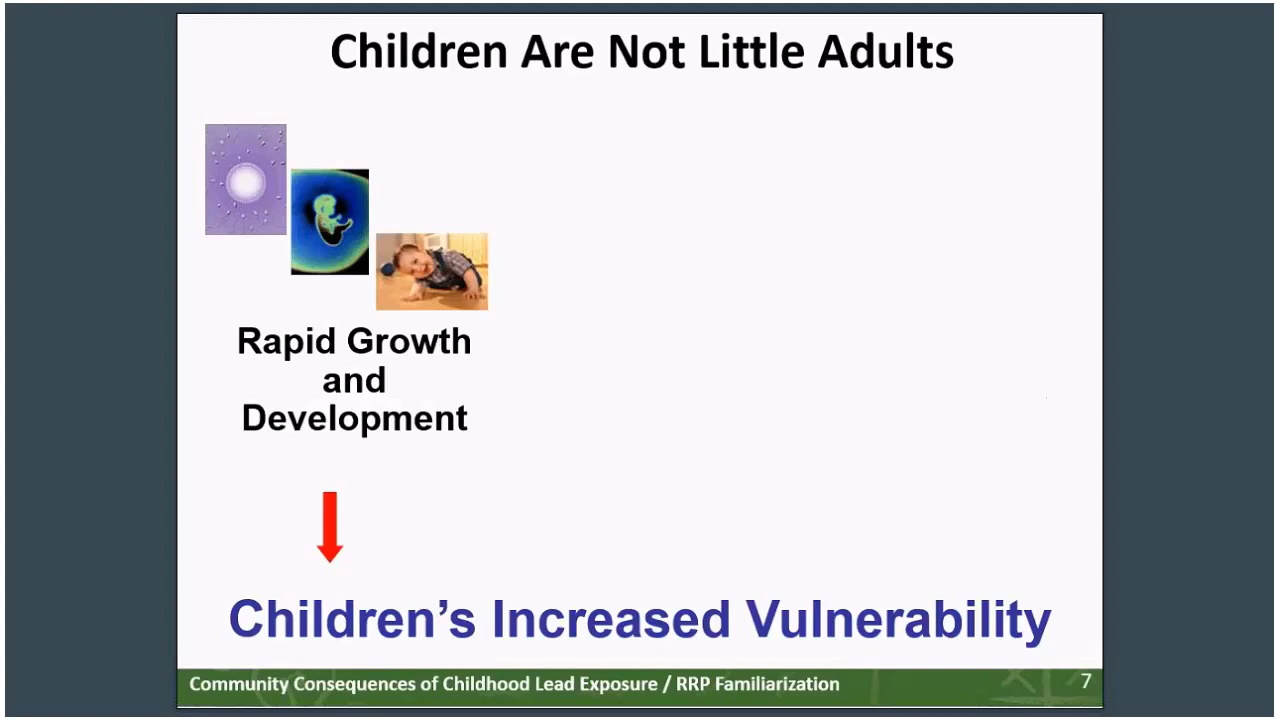 Children Are Not Little Adults
Rapid Growth
and
Development
Children’s Increased Vulnerability
Community Consequences of Childhood Lead Exposure / RRP Familiarization
7